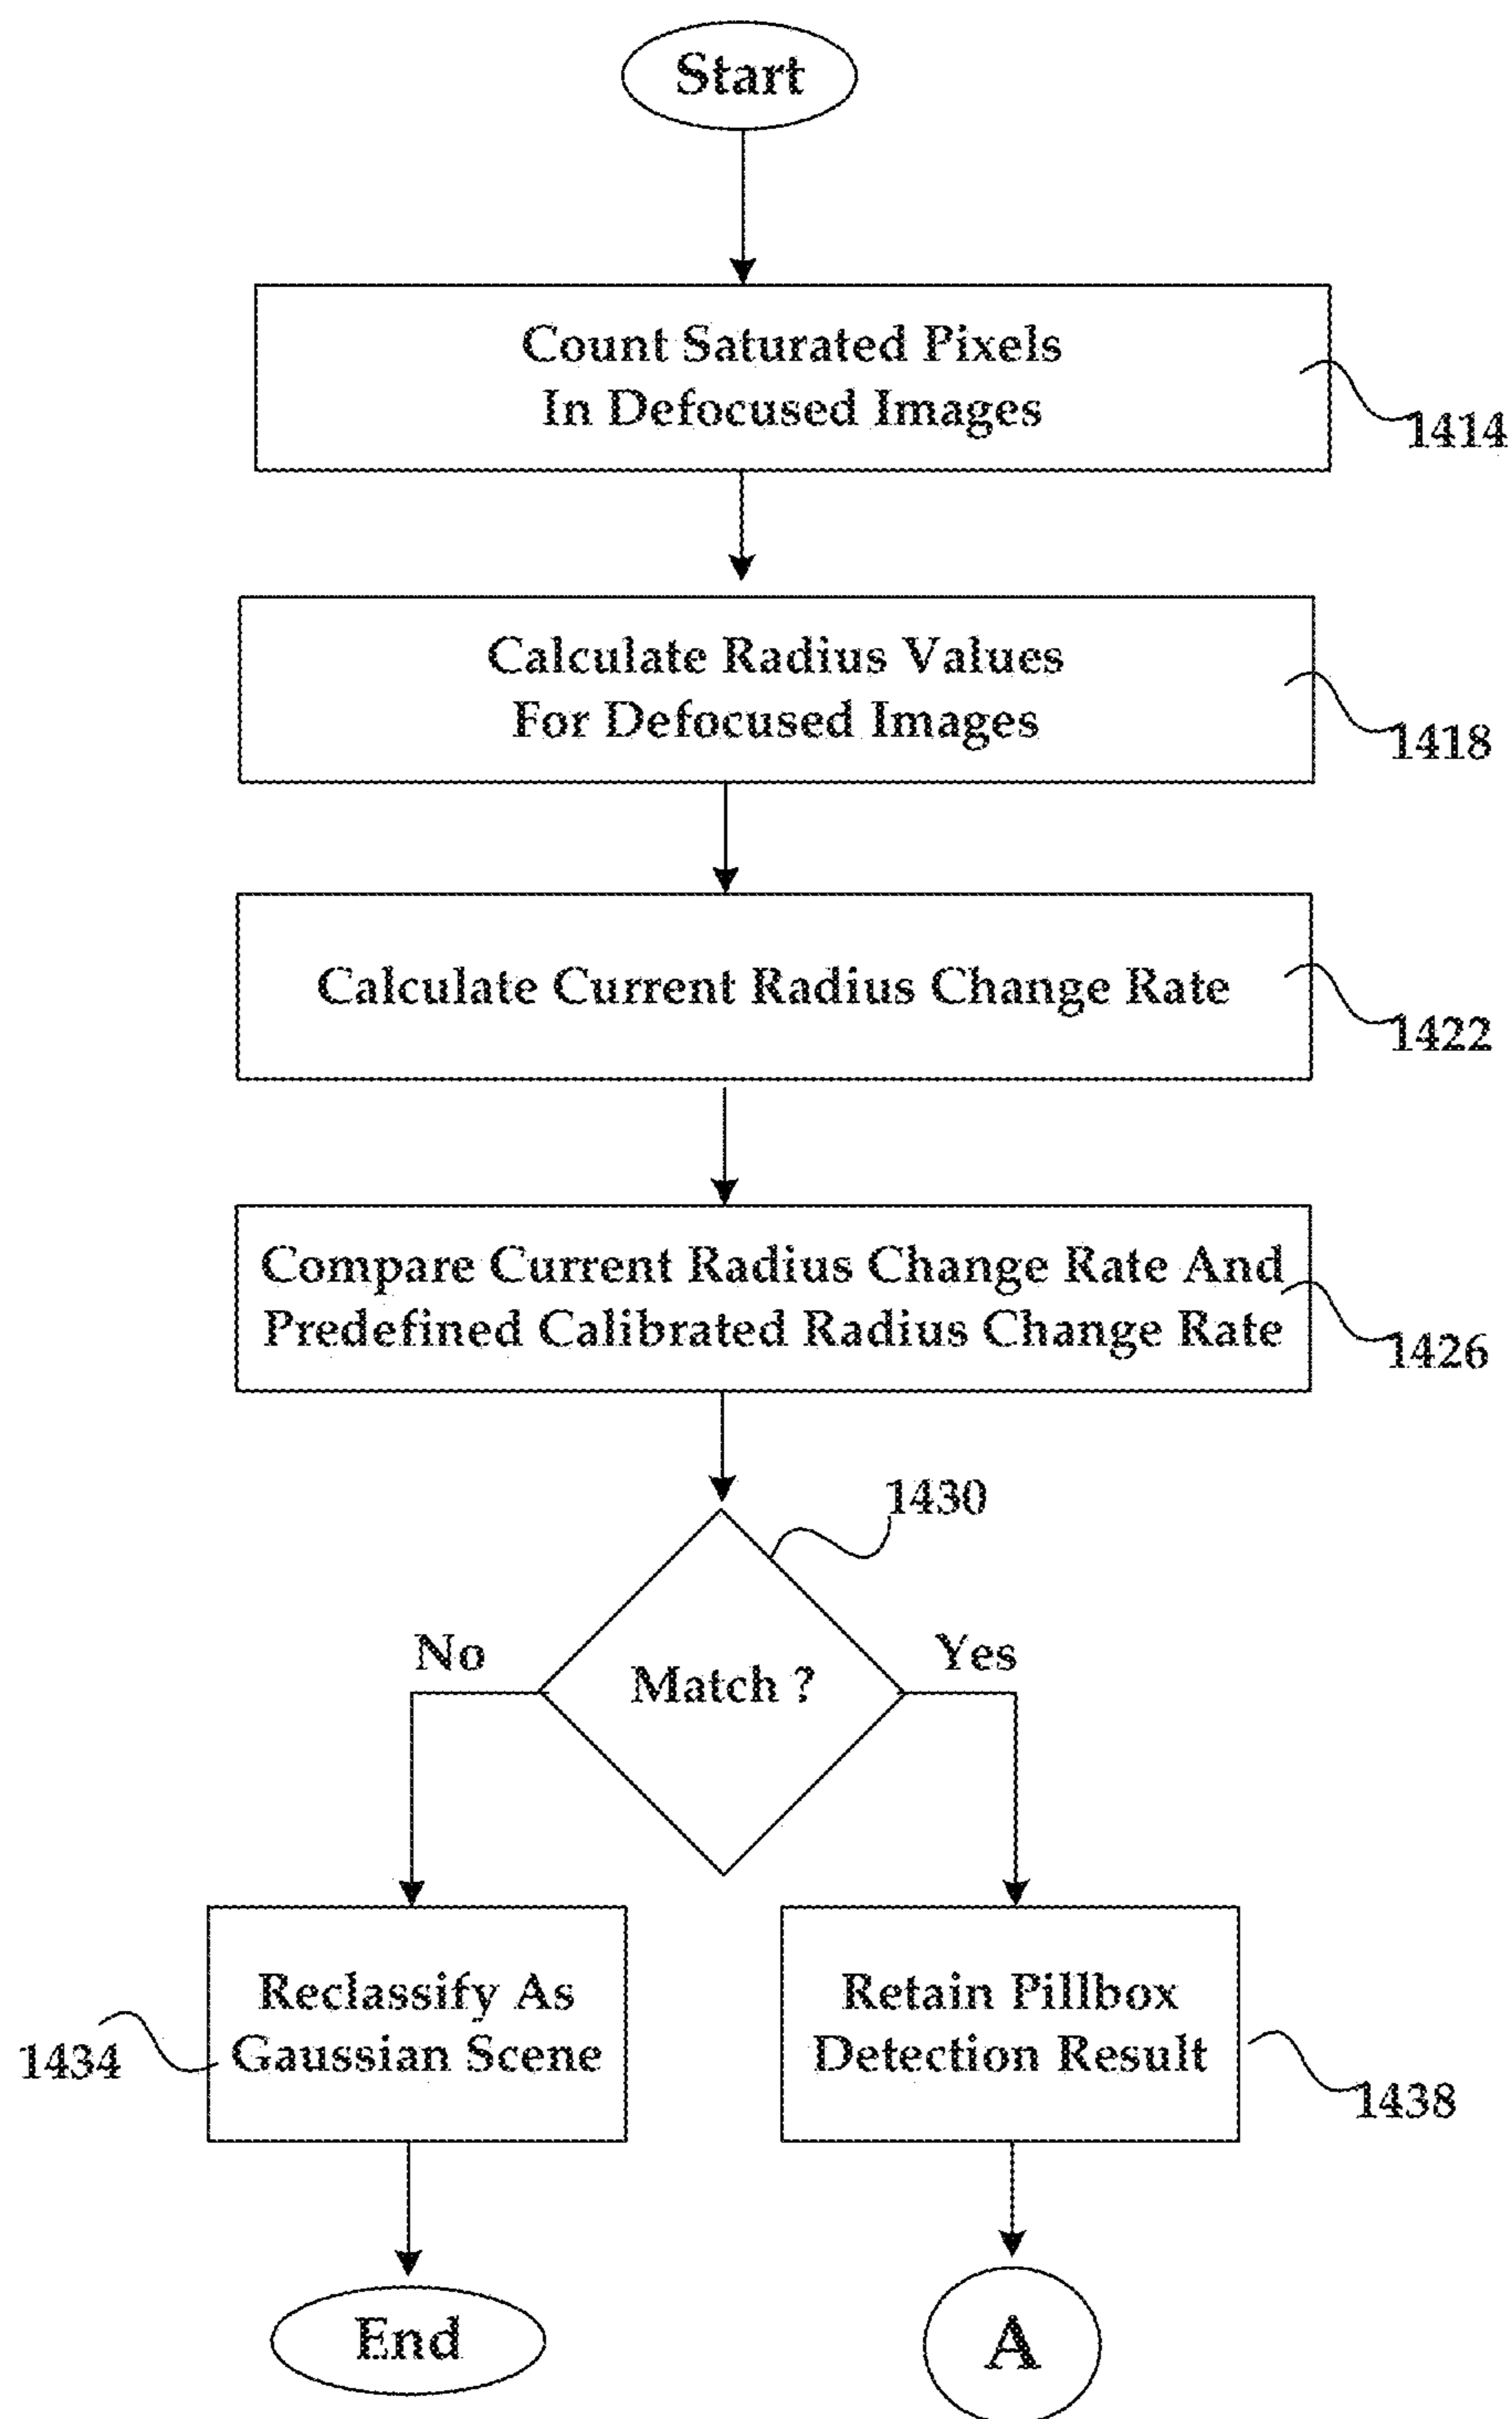 Start
Count Saturated Pixels
In Defocused Images
1414
Calculate Radius Values
For Defocused Images
1418
Calculate Current Radius Change Rate
1422
Compare Current Radius Change Rate And
Predefined Calibrated Radius Change Rate
1426
1430
No
Match ?
Yes
Reclassify As
Gaussian Scene
1434
Retain Pillbox
Detection Result
1438
End
A